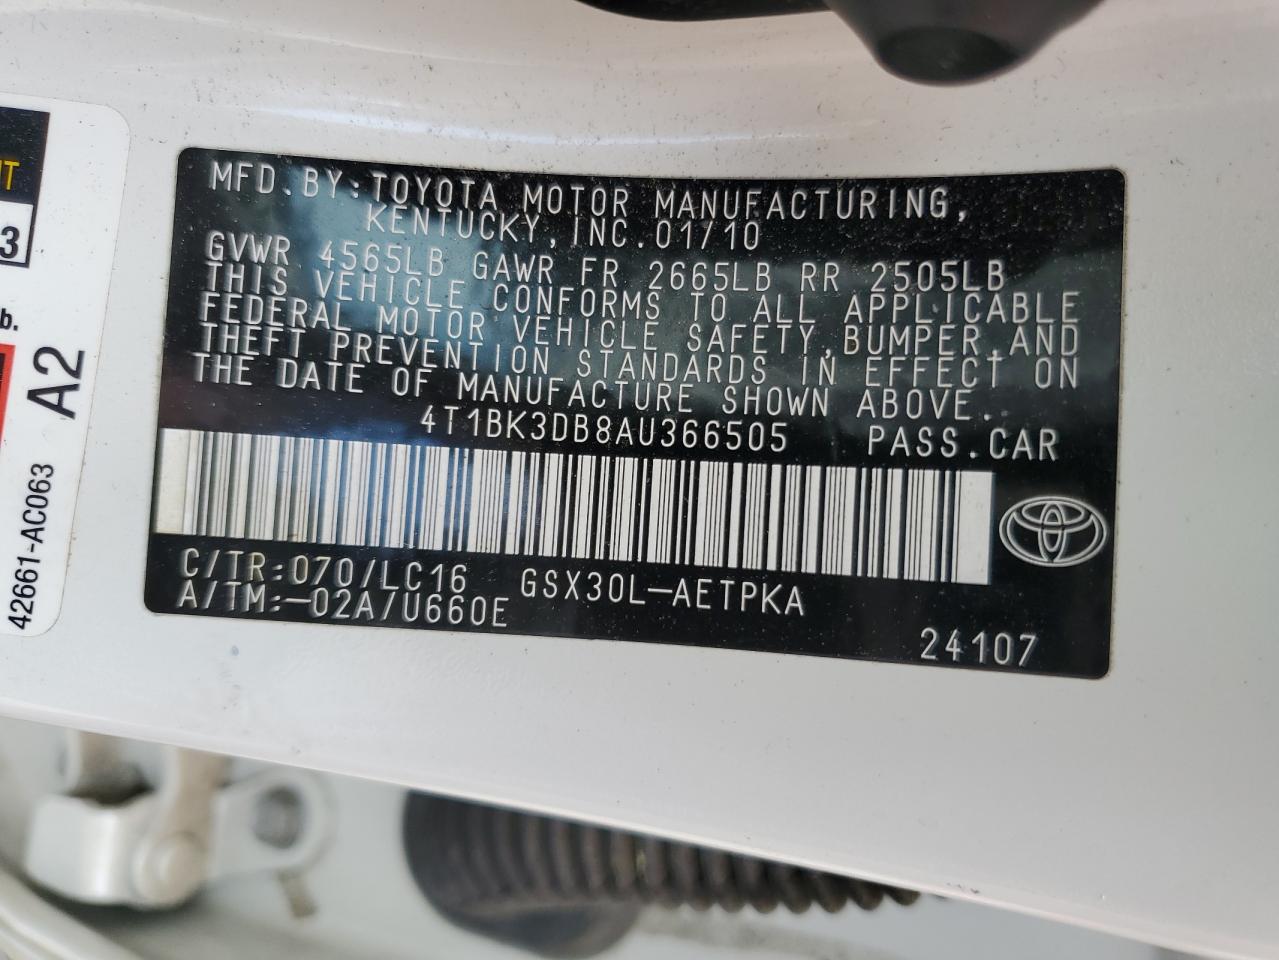 MFD.BY:TOYOTA MOTOR MANUFACTURING,
KENTUCKY,INC.01/10
GVWR 4565LB GAWR FR 2665LB RR 2505LB
THIS VEHICLE CONFORMS TO ALL APPLICABLE
FEDERAL MOTOR VEHICLE SAFETY,BUMPER,AND
THEFT PREVENTION STANDARDS IN EFFECT ON
THE DATE OF MANUFACTURE SHOWN ABOVE.
4T1BK3DB8AU366505 PASS.CAR
C/TR:070/LC16 GSX30L-AETPKA
A/TM:-02A/U660E
24107
3
b.
A2
42661-AC063